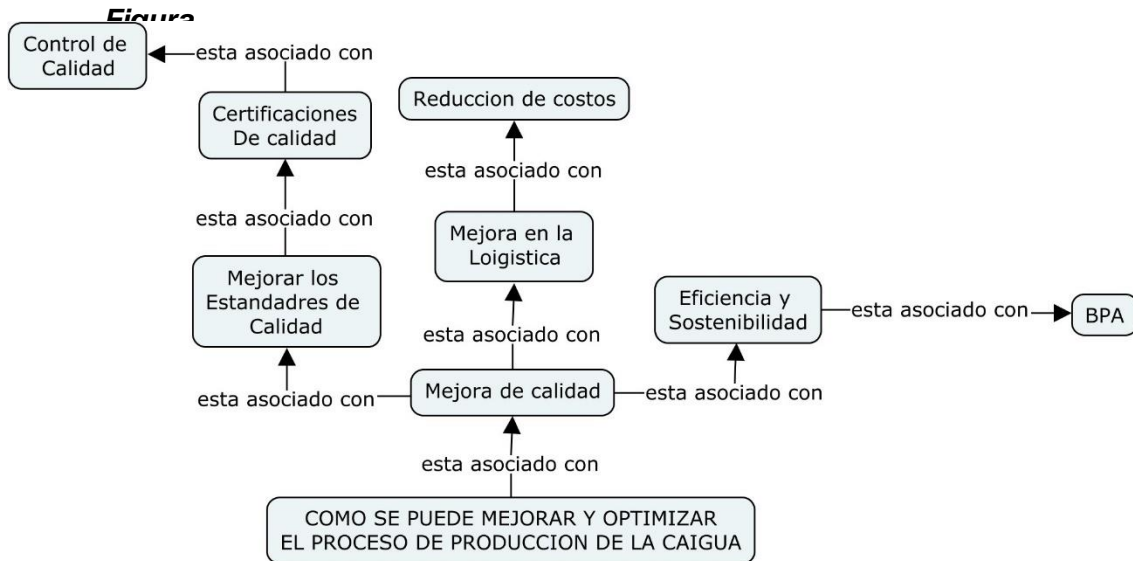 Figura
Control de
Calidad
esta asociado con
Certificaciones
De calidad
Reduccion de costos
esta asociado con
esta asociado con
Mejora en la
Loigistica
Mejorar los
Estandadres de
Calidad
Eficiencia y
Sostenibilidad
esta asociado con
BPA
esta asociado con
esta asociado con
Mejora de calidad
esta asociado con
esta asociado con
COMO SE PUEDE MEJORAR Y OPTIMIZAR
EL PROCESO DE PRODUCCION DE LA CAIGUA